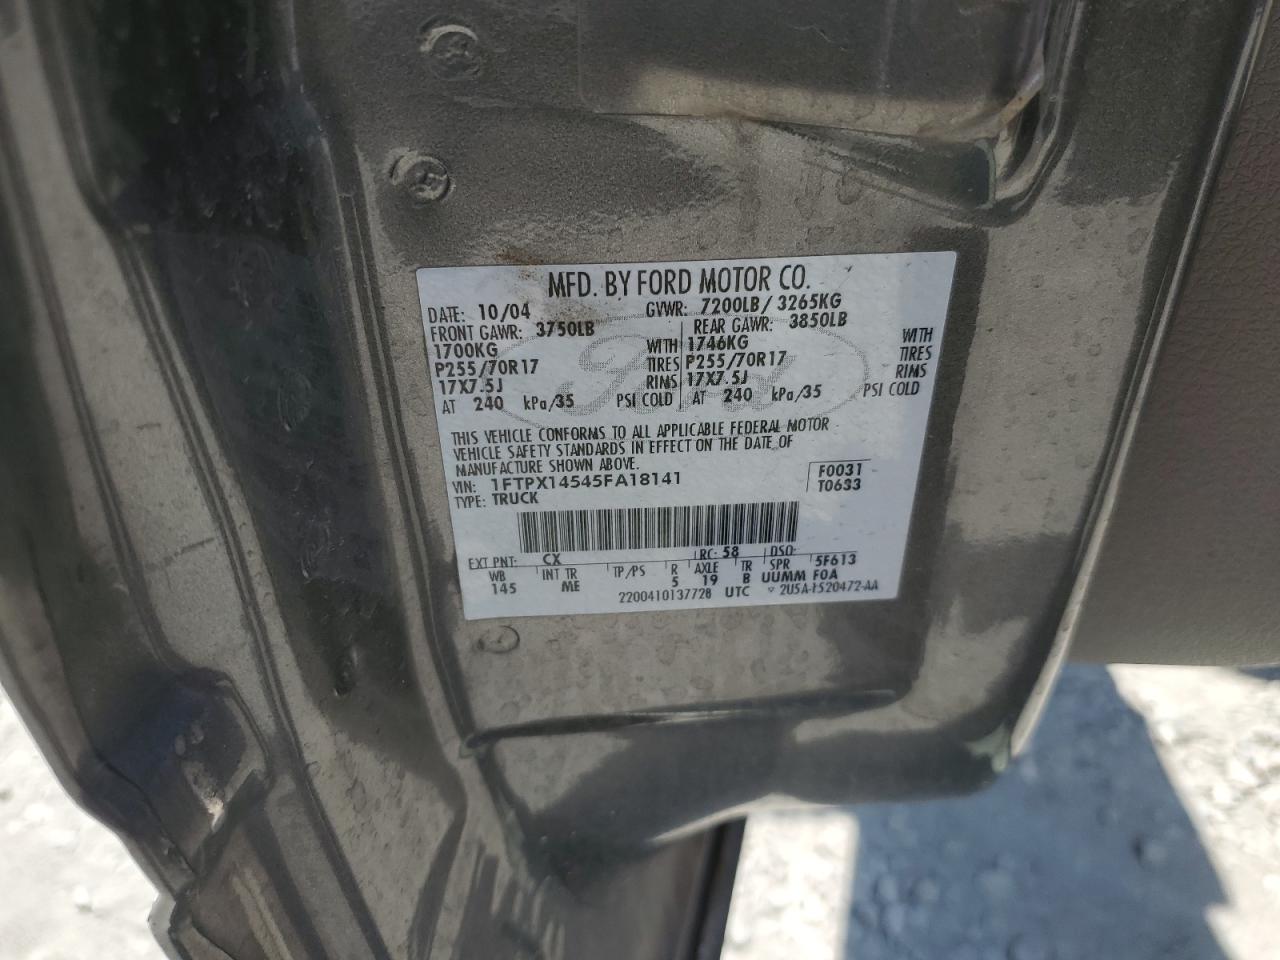 MFD. BY FORD MOTOR CO.
DATE: 10/04 GVWR: 7200LB/ 3265KG
FRONT GAWR: 3750LB REAR GAWR: 3850LB
1700KG WITH 1746KG WITH
P255/70R17 TIRES P255/70R17 TIRES
17X7.5J RIMS 17X7.5J RIMS
AT 240 kPa/35 PSI COLD AT 240 kPa/35 PSI COLD
Ford
THIS VEHICLE CONFORMS TO ALL APPLICABLE FEDERAL MOTOR
VEHICLE SAFETY STANDARDS IN EFFECT ON THE DATE OF
MANUFACTURE SHOWN ABOVE.
VIN: 1FTPX14545FA18141 F0031
TYPE: TRUCK T0633
EXT PNT: CX RC: 58 DSO:
WB INT TR TP/PS R AXLE TR SPR 5F613
145 ME 5 19 B UUMM F0A
2200410137728 UTC 2U5A-1520472-AA